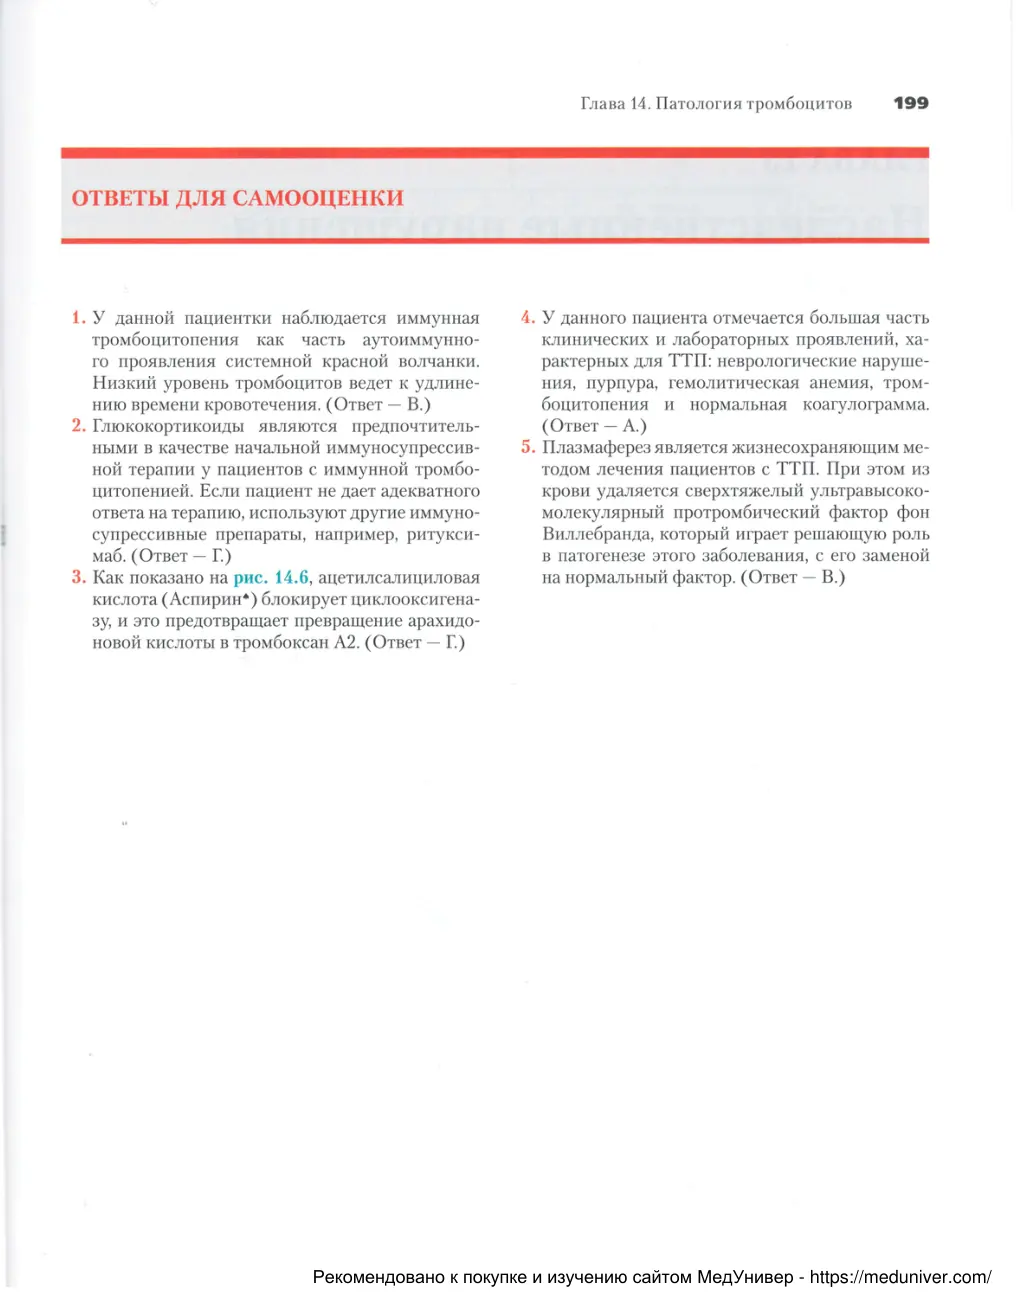 Глава 14. Патология тромбоцитов 199
ОТВЕТЫ ДЛЯ САМООЦЕНКИ
1. У данной пациентки наблюдается иммунная
тромбоцитопения как часть аутоиммунно-
го проявления системной красной волчанки.
Низкий уровень тромбоцитов ведет к удлине-
нию времени кровотечения. (Ответ — В.)
2. Глюкокортикоиды являются предпочтитель-
ными в качестве начальной иммуносупрессив-
ной терапии у пациентов с иммунной тромбо-
цитопенией. Если пациент не дает адекватного
ответа на терапию, используют другие иммуно-
супрессивные препараты, например, ритукси-
маб. (Ответ — Г.)
3. Как показано на рис. 14.6, ацетилсалициловая
кислота (Аспирин♠) блокирует циклооксигена-
зу, и это предотвращает превращение арахидо-
новой кислоты в тромбоксан А2. (Ответ — Г.)
4. У данного пациента отмечается большая часть
клинических и лабораторных проявлений, ха-
рактерных для ТТП: неврологические наруше-
ния, пурпура, гемолитическая анемия, тром-
боцитопения и нормальная коагулограмма.
(Ответ — А.)
5. Плазмаферез является жизнесохраняющим ме-
тодом лечения пациентов с ТТП. При этом из
крови удаляется сверхтяжелый ультравысоко-
молекулярный протромбический фактор фон
Виллебранда, который играет решающую роль
в патогенезе этого заболевания, с его заменой
на нормальный фактор. (Ответ — В.)
Рекомендовано к покупке и изучению сайтом МедУнивер - https://meduniver.com/